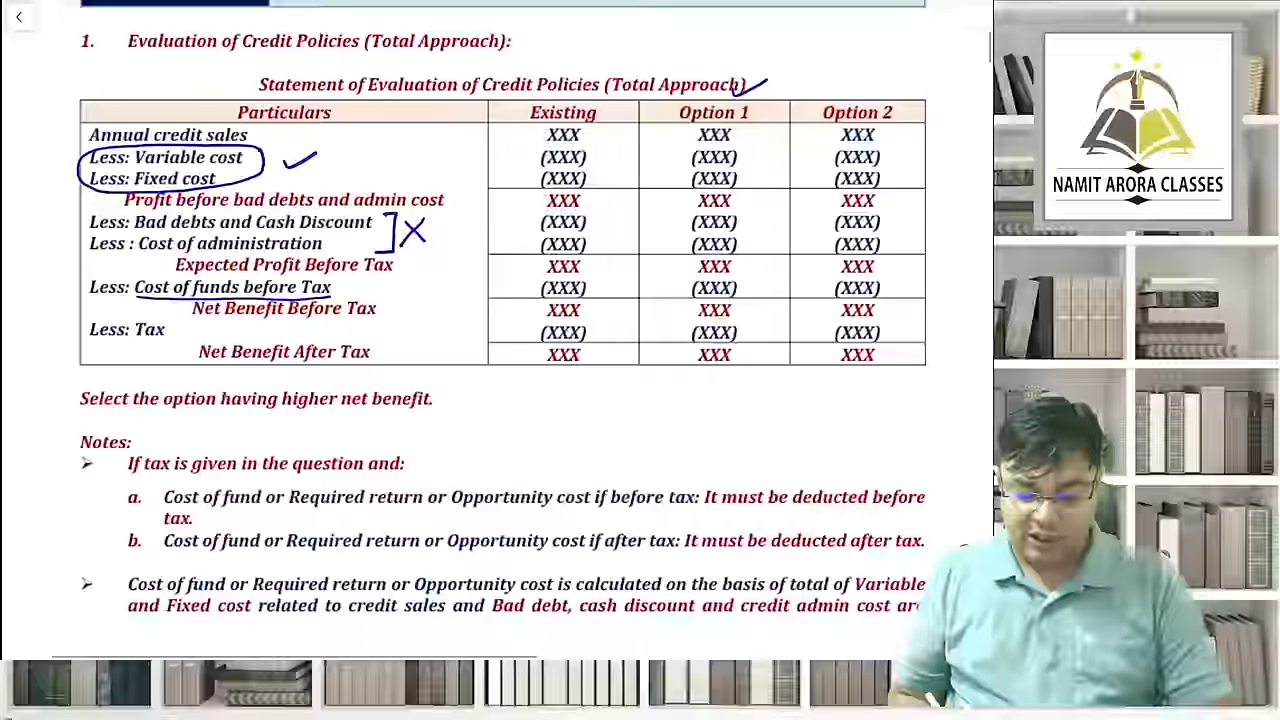 1. Evaluation of Credit Policies (Total Approach):
Statement of Evaluation of Credit Policies (Total Approach)
Particulars Existing Option 1 Option 2
Annual credit sales XXX XXX XXX
Less: Variable cost (XXX) (XXX) (XXX)
Less: Fixed cost (XXX) (XXX) (XXX)
Profit before bad debts and admin cost XXX XXX XXX
Less: Bad debts and Cash Discount (XXX) (XXX) (XXX)
Less : Cost of administration (XXX) (XXX) (XXX)
Expected Profit Before Tax XXX XXX XXX
Less: Cost of funds before Tax (XXX) (XXX) (XXX)
Net Benefit Before Tax XXX XXX XXX
Less: Tax (XXX) (XXX) (XXX)
Net Benefit After Tax XXX XXX XXX
Select the option having higher net benefit.
Notes:
➢ If tax is given in the question and:
a. Cost of fund or Required return or Opportunity cost if before tax: It must be deducted before
tax.
b. Cost of fund or Required return or Opportunity cost if after tax: It must be deducted after tax.
➢ Cost of fund or Required return or Opportunity cost is calculated on the basis of total of Variable
and Fixed cost related to credit sales and Bad debt, cash discount and credit admin cost
NAMIT ARORA CLASSES